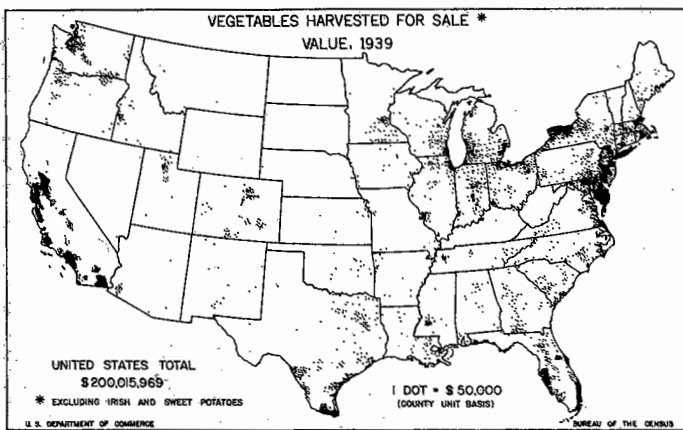 VEGETABLES HARVESTED FOR SALE *
VALUE, 1939
UNITED STATES TOTAL
$200,015,969
* EXCLUDING IRISH AND SWEET POTATOES
1 DOT = $50,000
(COUNTY UNIT BASIS)
U. S. DEPARTMENT OF COMMERCE
BUREAU OF THE CENSUS